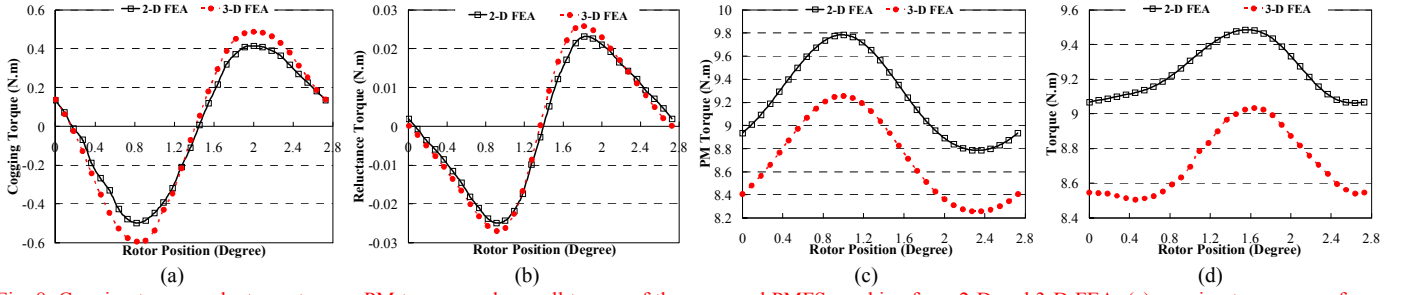 2-D FEA 3-D FEA
0.6
0.4
0.2
0
-0.2
-0.4
-0.6
Cogging Torque (N.m)
0 0.4 0.8 1.2 1.6 2 2.4 2.8
Rotor Position (Degree)
(a)
2-D FEA 3-D FEA
0.03
0.02
0.01
0
-0.01
-0.02
-0.03
Reluctance Torque (N.m)
0 0.4 0.8 1.2 1.6 2 2.4 2.8
Rotor Position (Degree)
(b)
2-D FEA 3-D FEA
10
9.8
9.6
9.4
9.2
9
8.8
8.6
8.4
8.2
PM Torque (N.m)
0 0.4 0.8 1.2 1.6 2 2.4 2.8
Rotor Position (Degree)
(c)
2-D FEA 3-D FEA
9.6
9.4
9.2
9
8.8
8.6
8.4
Torque (N.m)
0 0.4 0.8 1.2 1.6 2 2.4 2.8
Rotor Position (Degree)
(d)